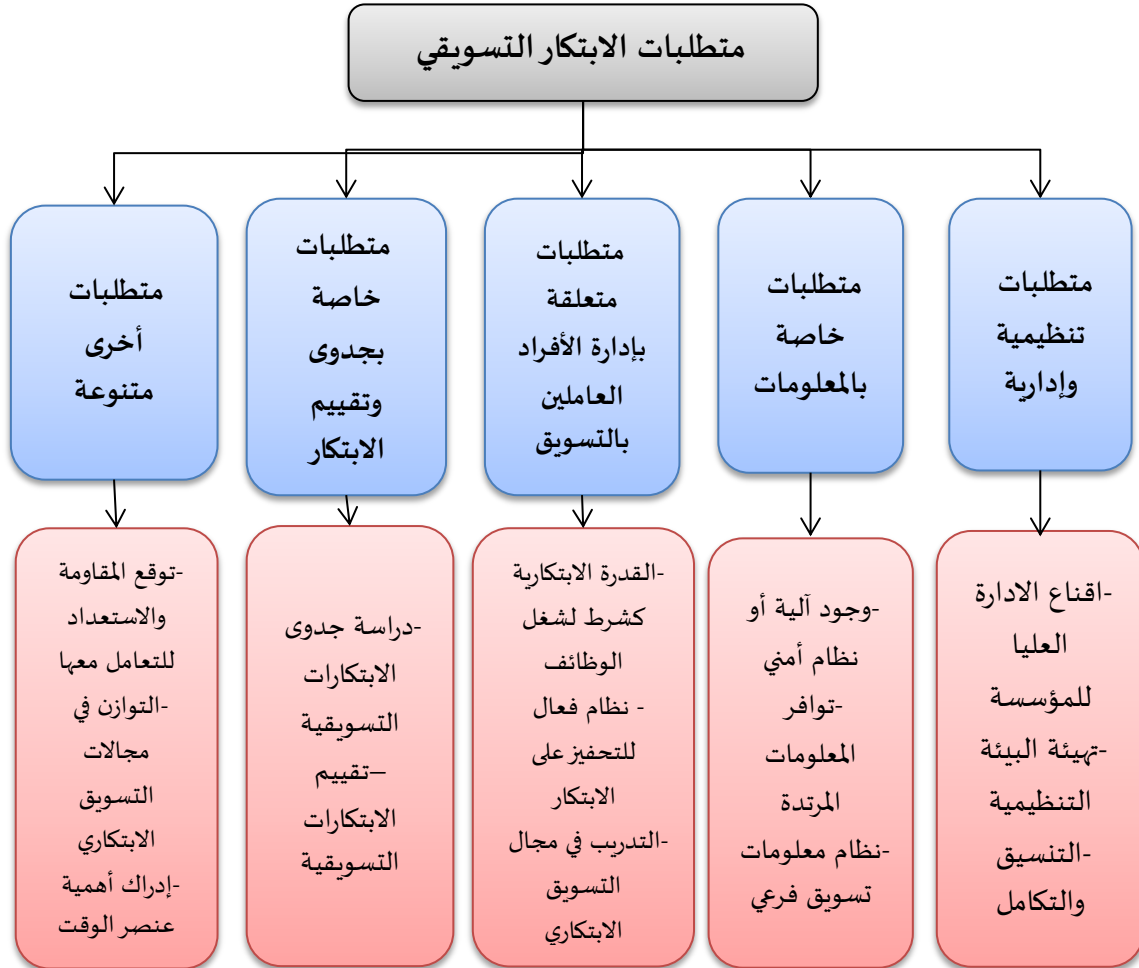 متطلبات الابتكار التسويقي
متطلبات
تنظيمية
وإدارية
متطلبات
خاصة
بالمعلومات
متطلبات
متعلقة
بإدارة الأفراد
العاملين
بالتسويق
متطلبات
خاصة
بجدوى
وتقييم
الابتكار
متطلبات
أخرى
متنوعة
-اقناع الادارة
العليا
للمؤسسة
-تهيئة البيئة
التنظيمية
-التنسيق
والتكامل
-وجود آلية أو
نظام أمني
-توافر
المعلومات
المرتدة
-نظام معلومات
تسويق فرعي
-القدرة الابتكارية
كشرط لشغل
الوظائف
- نظام فعال
للتحفيز على
الابتكار
-التدريب في مجال
التسويق
الابتكاري
-دراسة جدوى
الابتكارات
التسويقية
–تقييم
الابتكارات
التسويقية
-توقع المقاومة
والاستعداد
للتعامل معها
-التوازن في
مجالات
التسويق
الابتكاري
-إدراك أهمية
عنصر الوقت